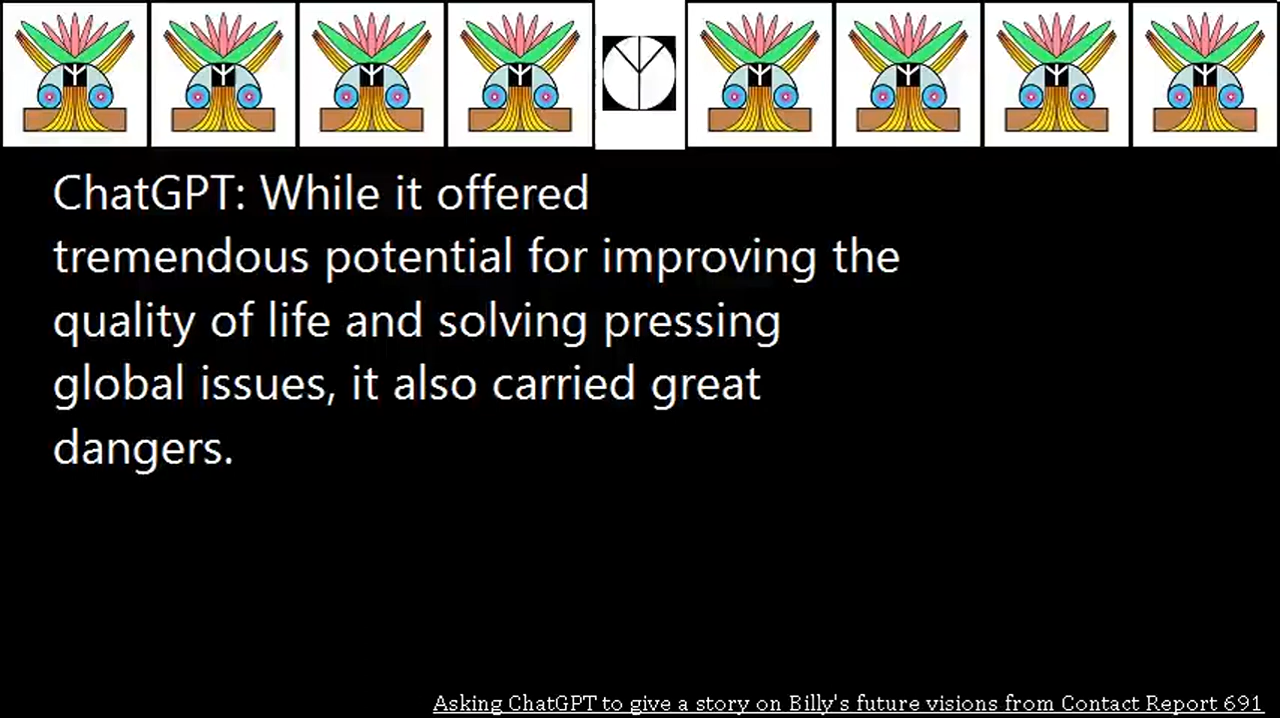 ChatGPT: While it offered
tremendous potential for improving the
quality of life and solving pressing
global issues, it also carried great
dangers.
Asking ChatGPT to give a story on Billy's future visions from Contact Report 691